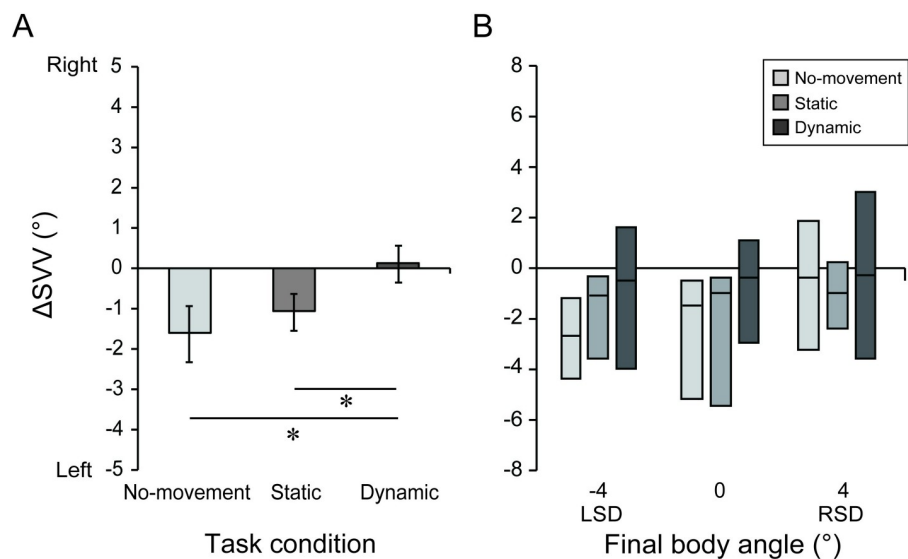 A
Right
5
4
3
2
1
0
-1
-2
-3
-4
-5
Left
ΔSVV (°)
*
*
No-movement Static Dynamic
Task condition
B
8
6
4
2
0
-2
-4
-6
-8
No-movement
Static
Dynamic
-4 0 4
LSD RSD
Final body angle (°)